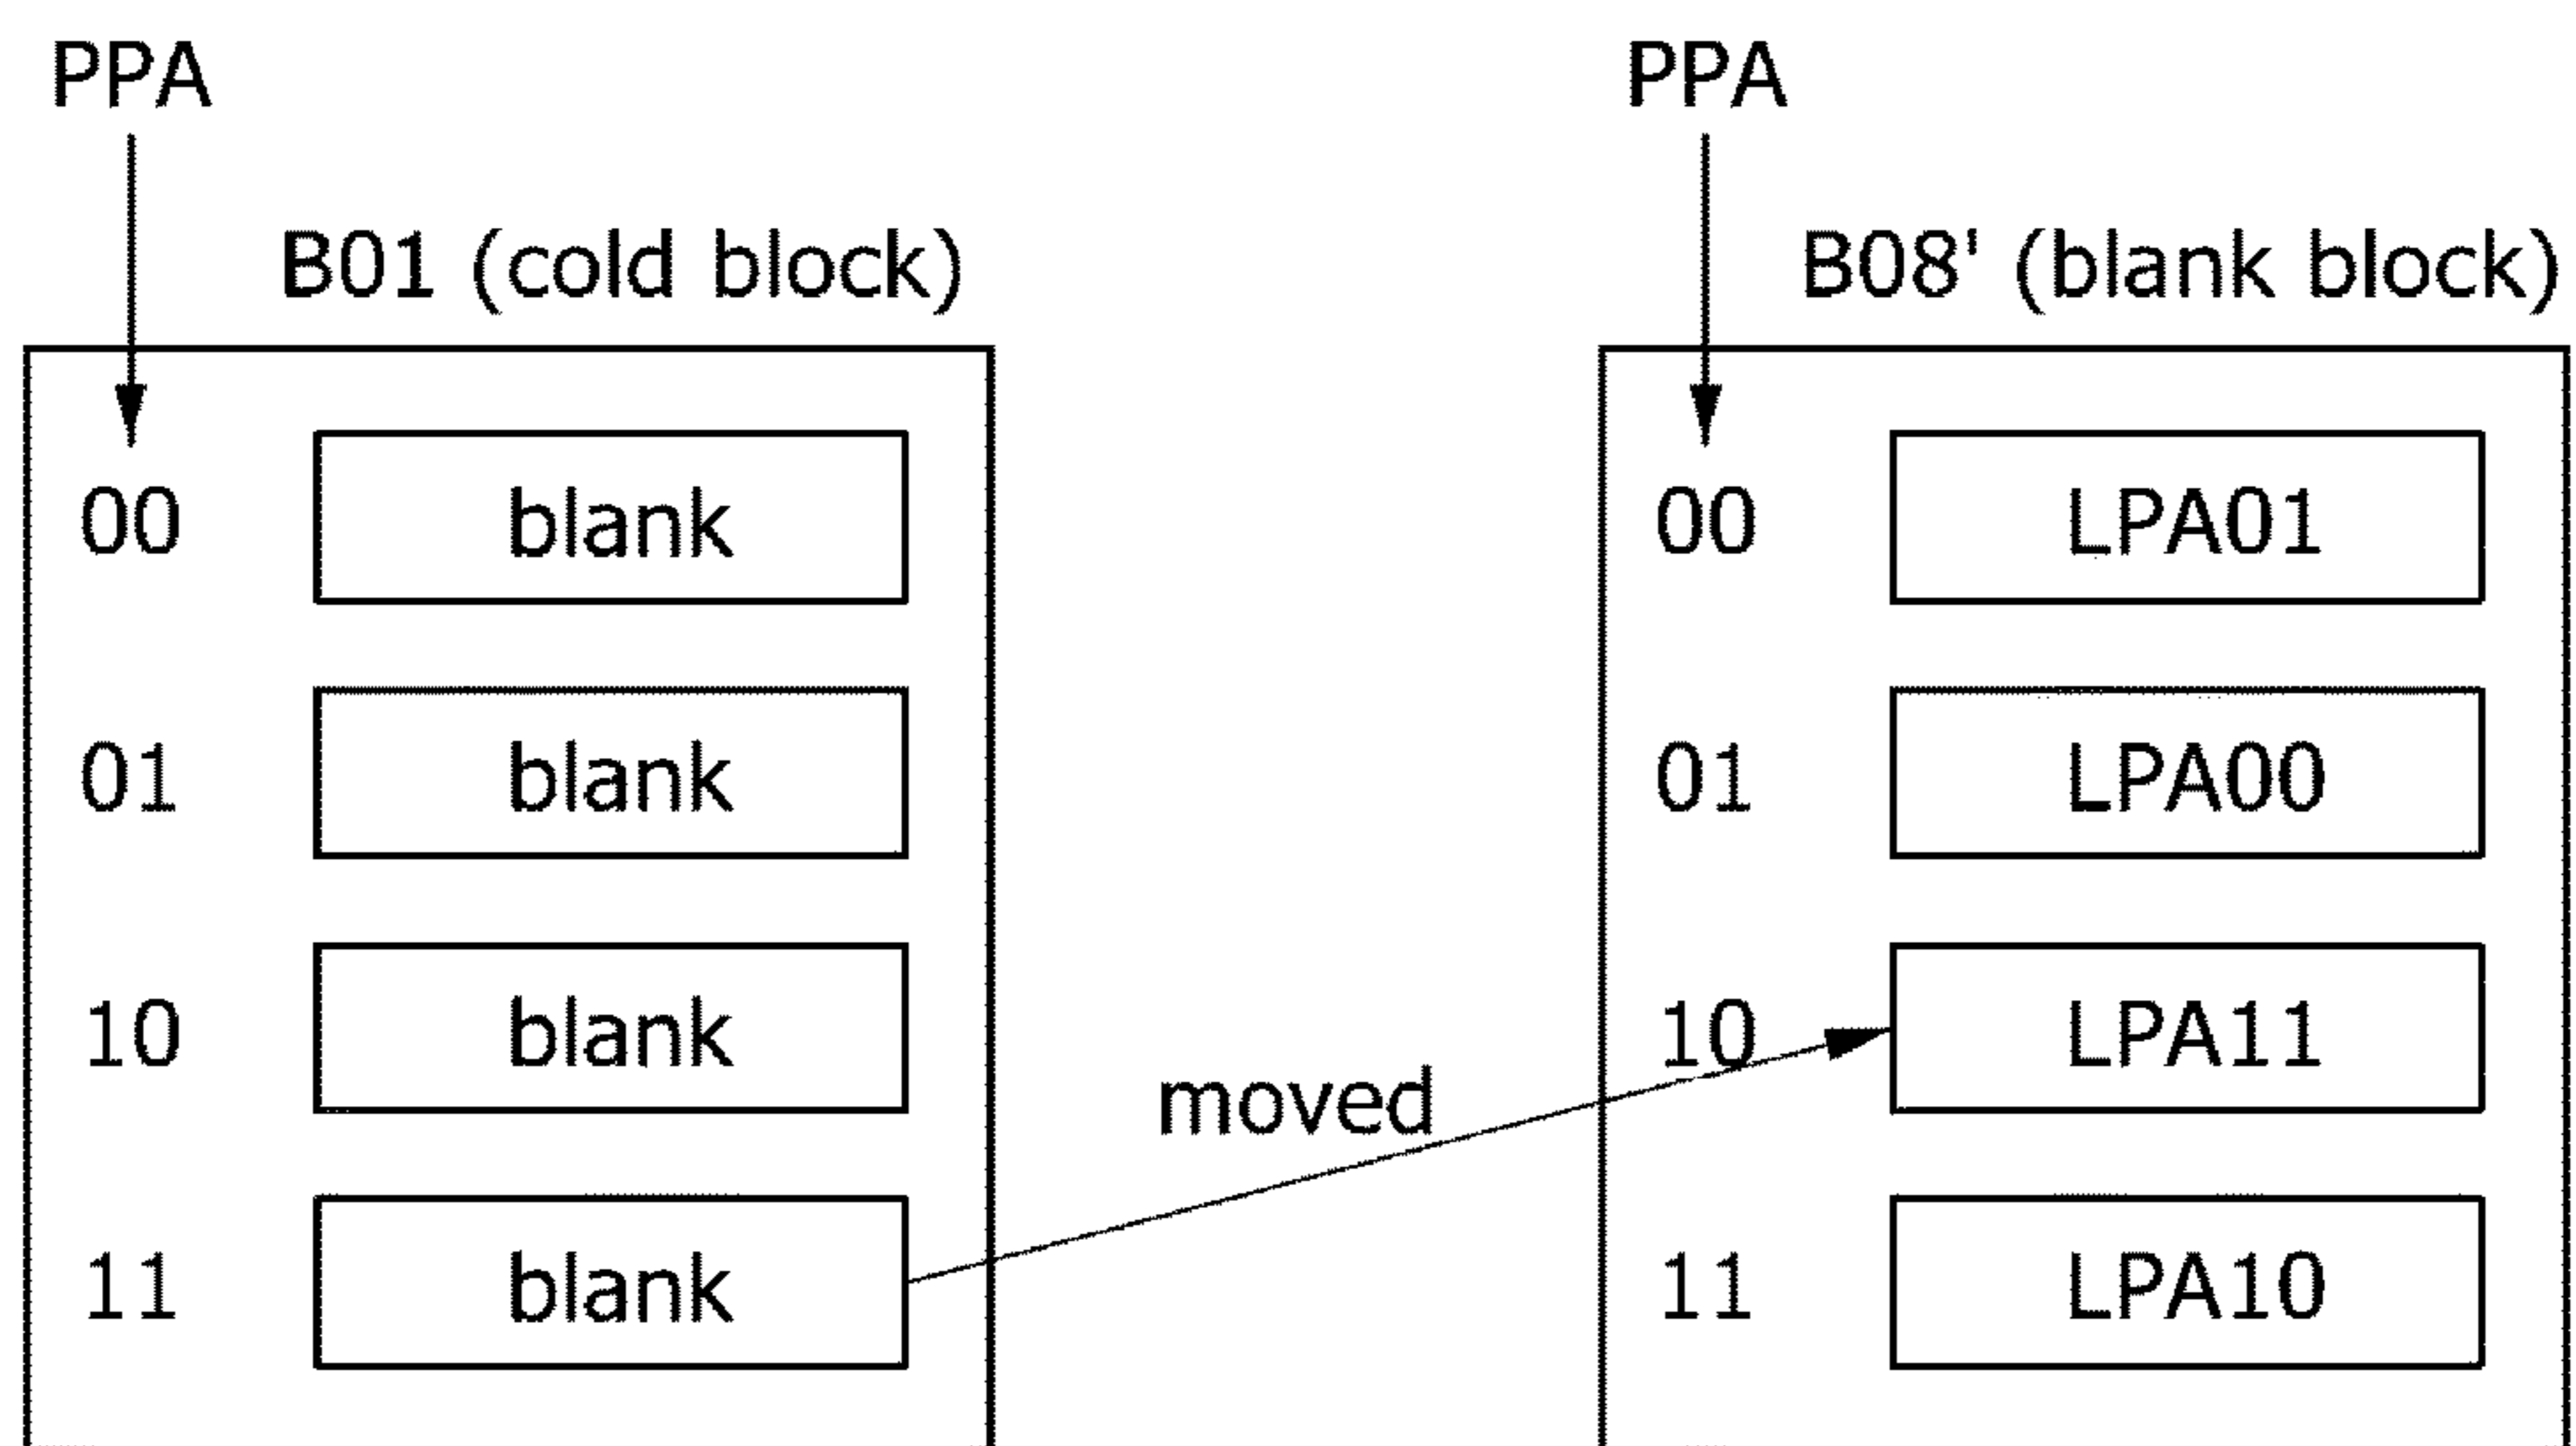 PPA
PPA
B01 (cold block)
B08' (blank block)
00
blank
00
LPA01
01
blank
01
LPA00
10
blank
10
LPA11
moved
11
blank
11
LPA10